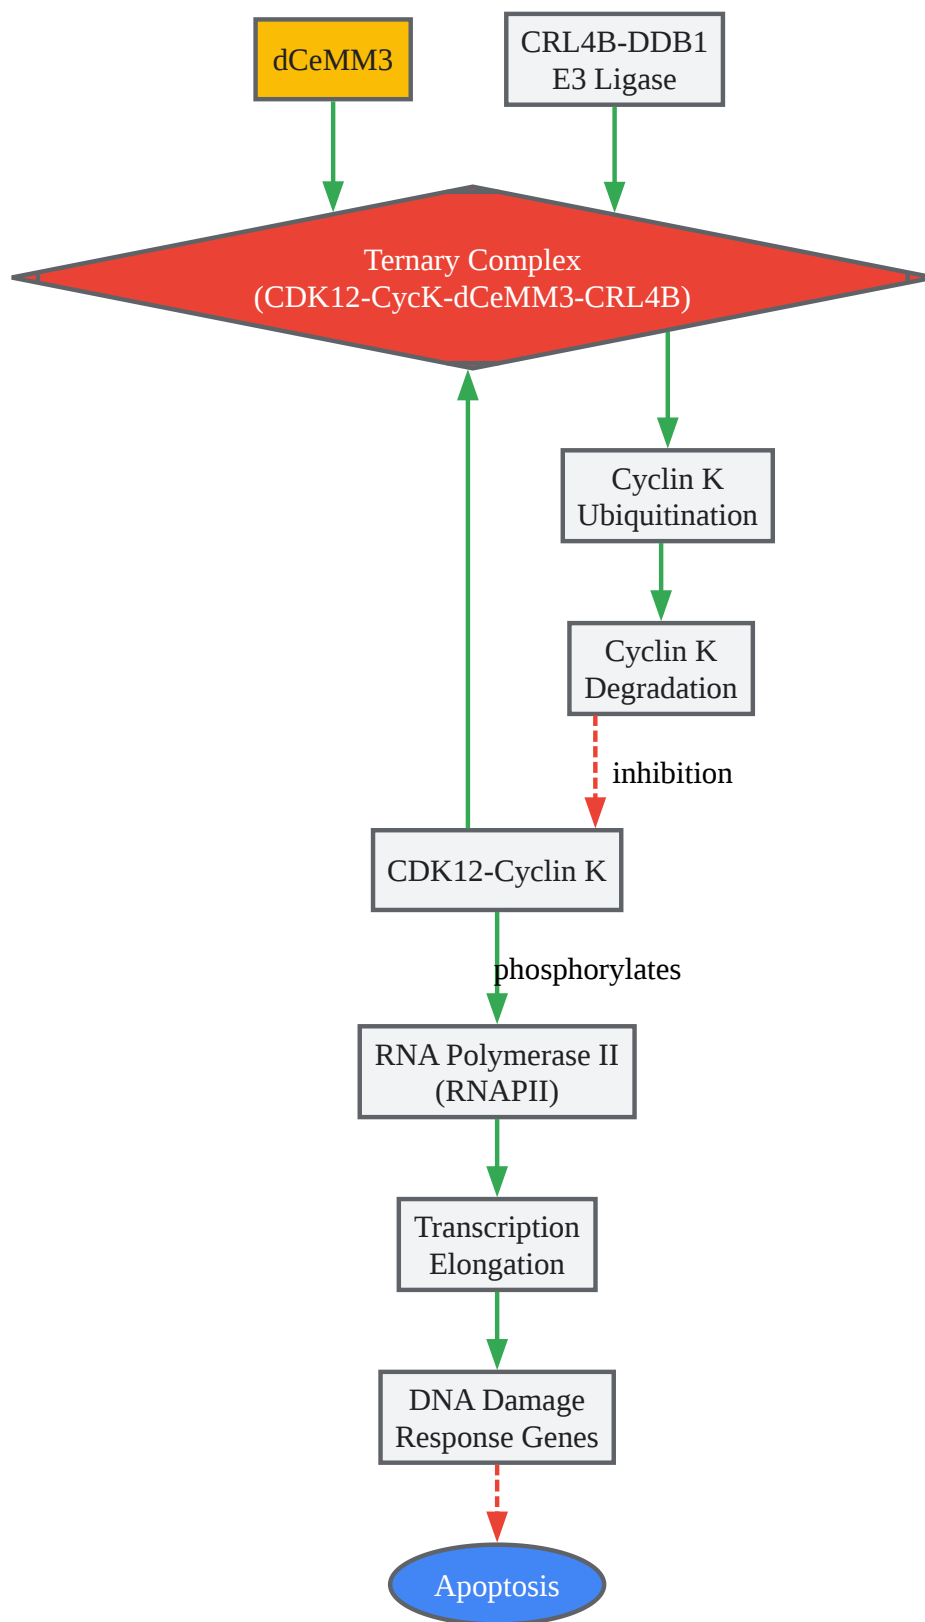 dCeMM3
CRL4B-DDB1
E3 Ligase
Ternary Complex
(CDK12-CycK-dCeMM3-CRL4B)
Cyclin K
Ubiquitination
Cyclin K
Degradation
inhibition
CDK12-Cyclin K
phosphorylates
RNA Polymerase II
(RNAPII)
Transcription
Elongation
DNA Damage
Response Genes
Apoptosis